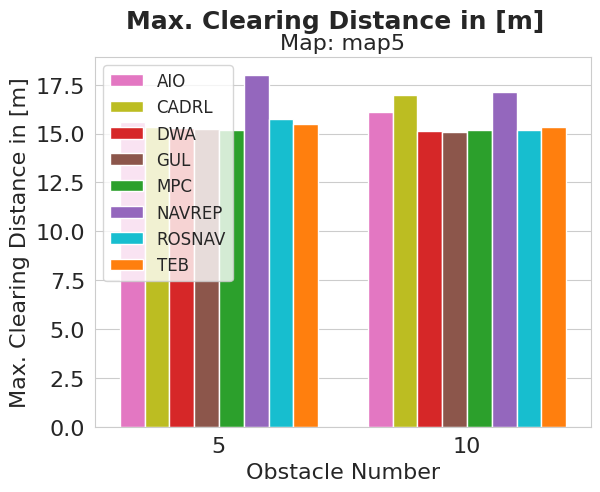 Max. Clearing Distance in [m]
Map: map5
Max. Clearing Distance in [m]
17.5
15.0
12.5
10.0
7.5
5.0
2.5
0.0
AIO
CADRL
DWA
GUL
MPC
NAVREP
ROSNAV
TEB
5
10
Obstacle Number